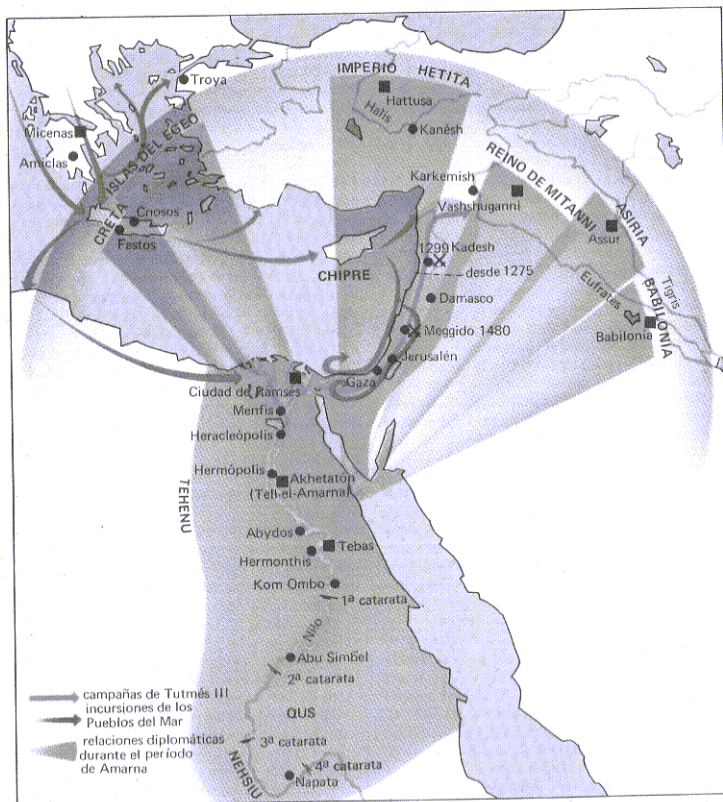 Troya
IMPERIO HETITA
Hattusa
Halis
Kanésh
Micenas
Amiclas
ISLAS DEL EGEO
CRETA
Cnosos
Festos
Karkemish
REINO DE MITANNI
Vashshuganni
ASIRIA
Assur
1299 Kadesh
CHIPRE
desde 1275
Damasco
Eufrates
Tigris
BABILONIA
Babilonia
Meggido 1480
Jerusalén
Gaza
Ciudad de Ramsés
Menfis
Heracleópolis
Hermópolis
Akhetatón
(Tell-el-Amarna)
TEHENU
Abydos
Tebas
Hermonthis
Kom Ombo
1ª catarata
Nilo
Abu Simbel
2ª catarata
QUS
3ª catarata
4ª catarata
NEHSIU
Napata
campañas de Tutmés III
incursiones de los
Pueblos del Mar
relaciones diplomáticas
durante el período
de Amarna